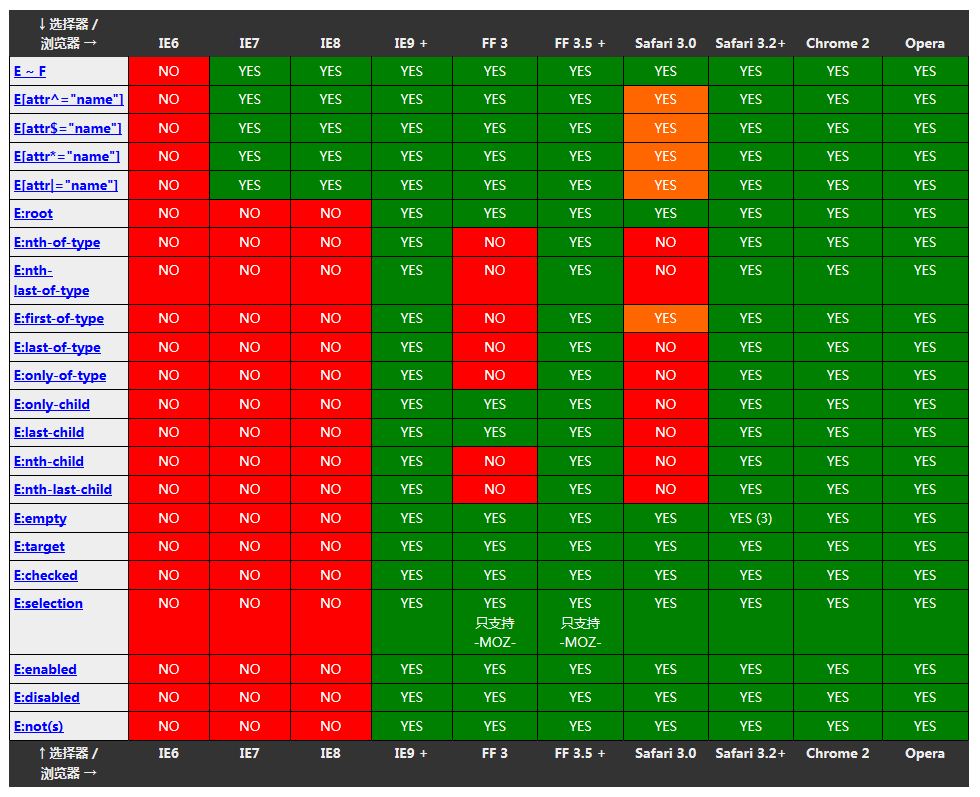 ↓选择器 /
浏览器 → IE6 IE7 IE8 IE9 + FF 3 FF 3.5 + Safari 3.0 Safari 3.2+ Chrome 2 Opera
E ~ F NO YES YES YES YES YES YES YES YES YES
E[attr^="name"] NO YES YES YES YES YES YES YES YES YES
E[attr$="name"] NO YES YES YES YES YES YES YES YES YES
E[attr*="name"] NO YES YES YES YES YES YES YES YES YES
E[attr|="name"] NO YES YES YES YES YES YES YES YES YES
E:root NO NO NO YES YES YES YES YES YES YES
E:nth-of-type NO NO NO YES NO YES NO YES YES YES
E:nth- NO NO NO YES NO YES NO YES YES YES
last-of-type
E:first-of-type NO NO NO YES NO YES YES YES YES YES
E:last-of-type NO NO NO YES NO YES NO YES YES YES
E:only-of-type NO NO NO YES NO YES NO YES YES YES
E:only-child NO NO NO YES YES YES NO YES YES YES
E:last-child NO NO NO YES YES YES NO YES YES YES
E:nth-child NO NO NO YES NO YES NO YES YES YES
E:nth-last-child NO NO NO YES NO YES NO YES YES YES
E:empty NO NO NO YES YES YES YES YES (3) YES YES
E:target NO NO NO YES YES YES YES YES YES YES
E:checked NO NO NO YES YES YES YES YES YES YES
E:selection NO NO NO YES YES YES YES YES YES YES
只支持 只支持
-MOZ- -MOZ-
E:enabled NO NO NO YES YES YES YES YES YES YES
E:disabled NO NO NO YES YES YES YES YES YES YES
E:not(s) NO NO NO YES YES YES YES YES YES YES
↑选择器 / IE6 IE7 IE8 IE9 + FF 3 FF 3.5 + Safari 3.0 Safari 3.2+ Chrome 2 Opera
浏览器 →